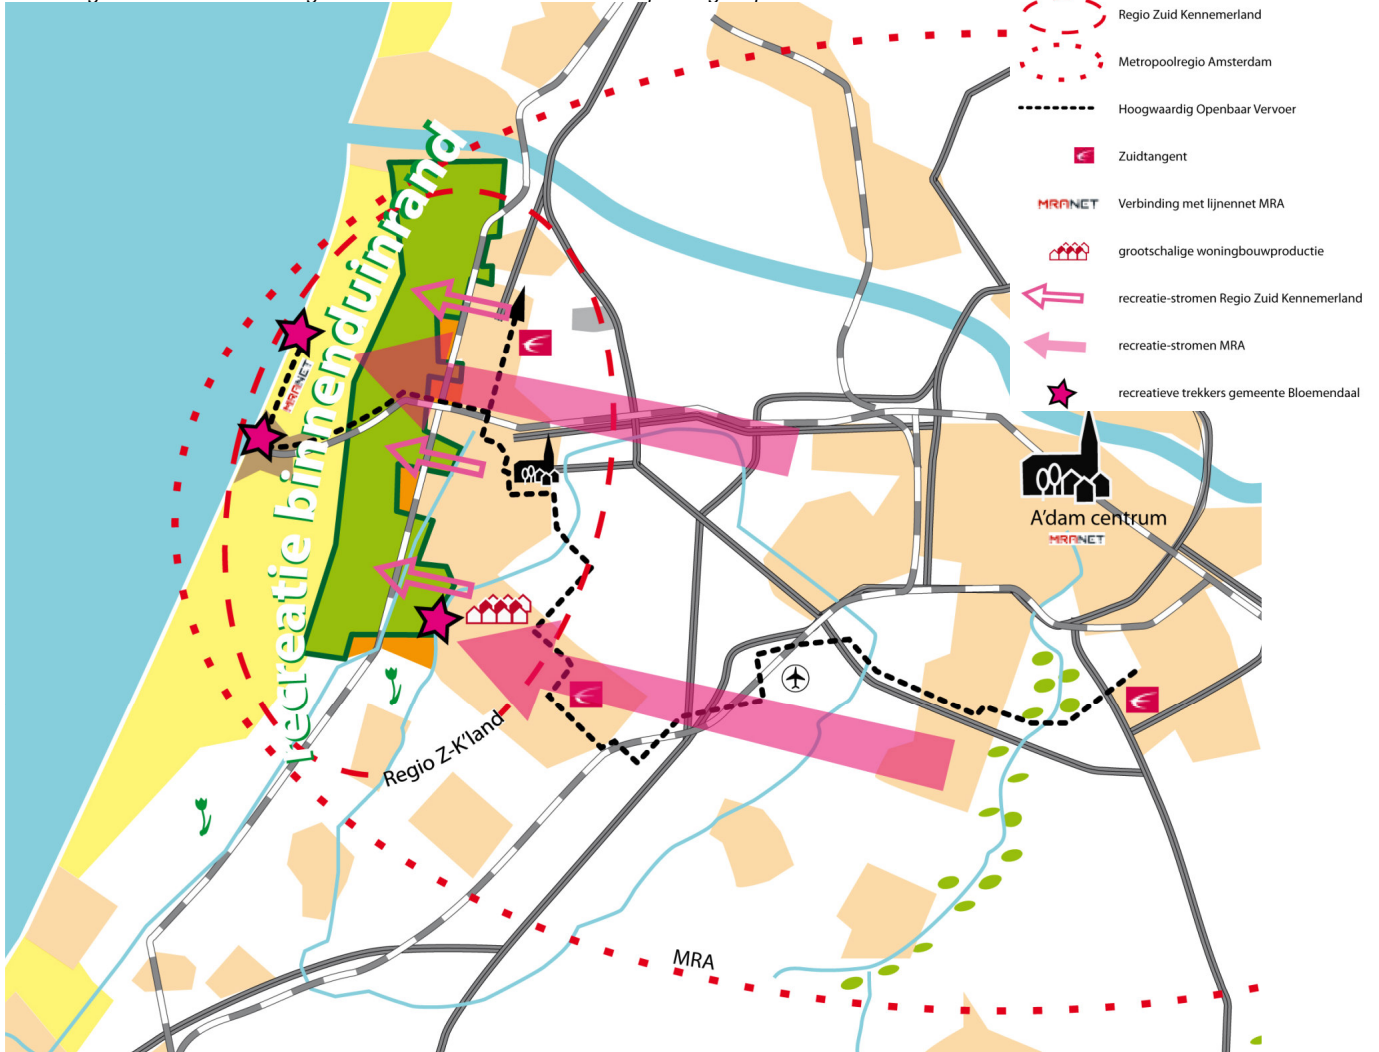 Regio Zuid Kennemerland
Metropoolregio Amsterdam
Hoogwaardig Openbaar Vervoer
Zuidtangent
MRANET
Verbinding met lijnennet MRA
grootschalige woningbouwproductie
recreatie-stromen Regio Zuid Kennemerland
recreatie-stromen MRA
recreatieve trekkers gemeente Bloemendaal
recreatie binnenduinrand
MRANET
A'dam centrum
MRANET
Regio Z-K'land
MRA